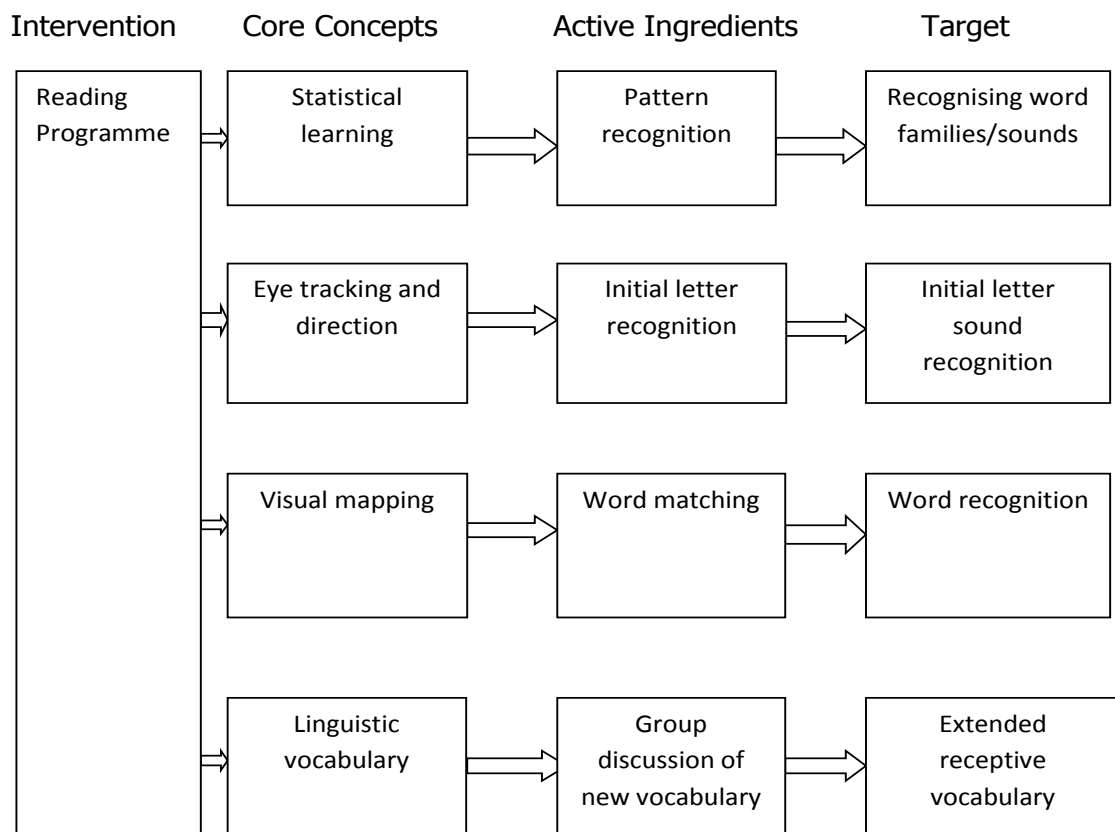 Intervention Core Concepts Active Ingredients Target
Reading
Programme
Statistical
learning
Pattern
recognition
Recognising word
families/sounds
Eye tracking and
direction
Initial letter
recognition
Initial letter
sound
recognition
Visual mapping
Word matching
Word recognition
Linguistic
vocabulary
Group
discussion of
new vocabulary
Extended
receptive
vocabulary